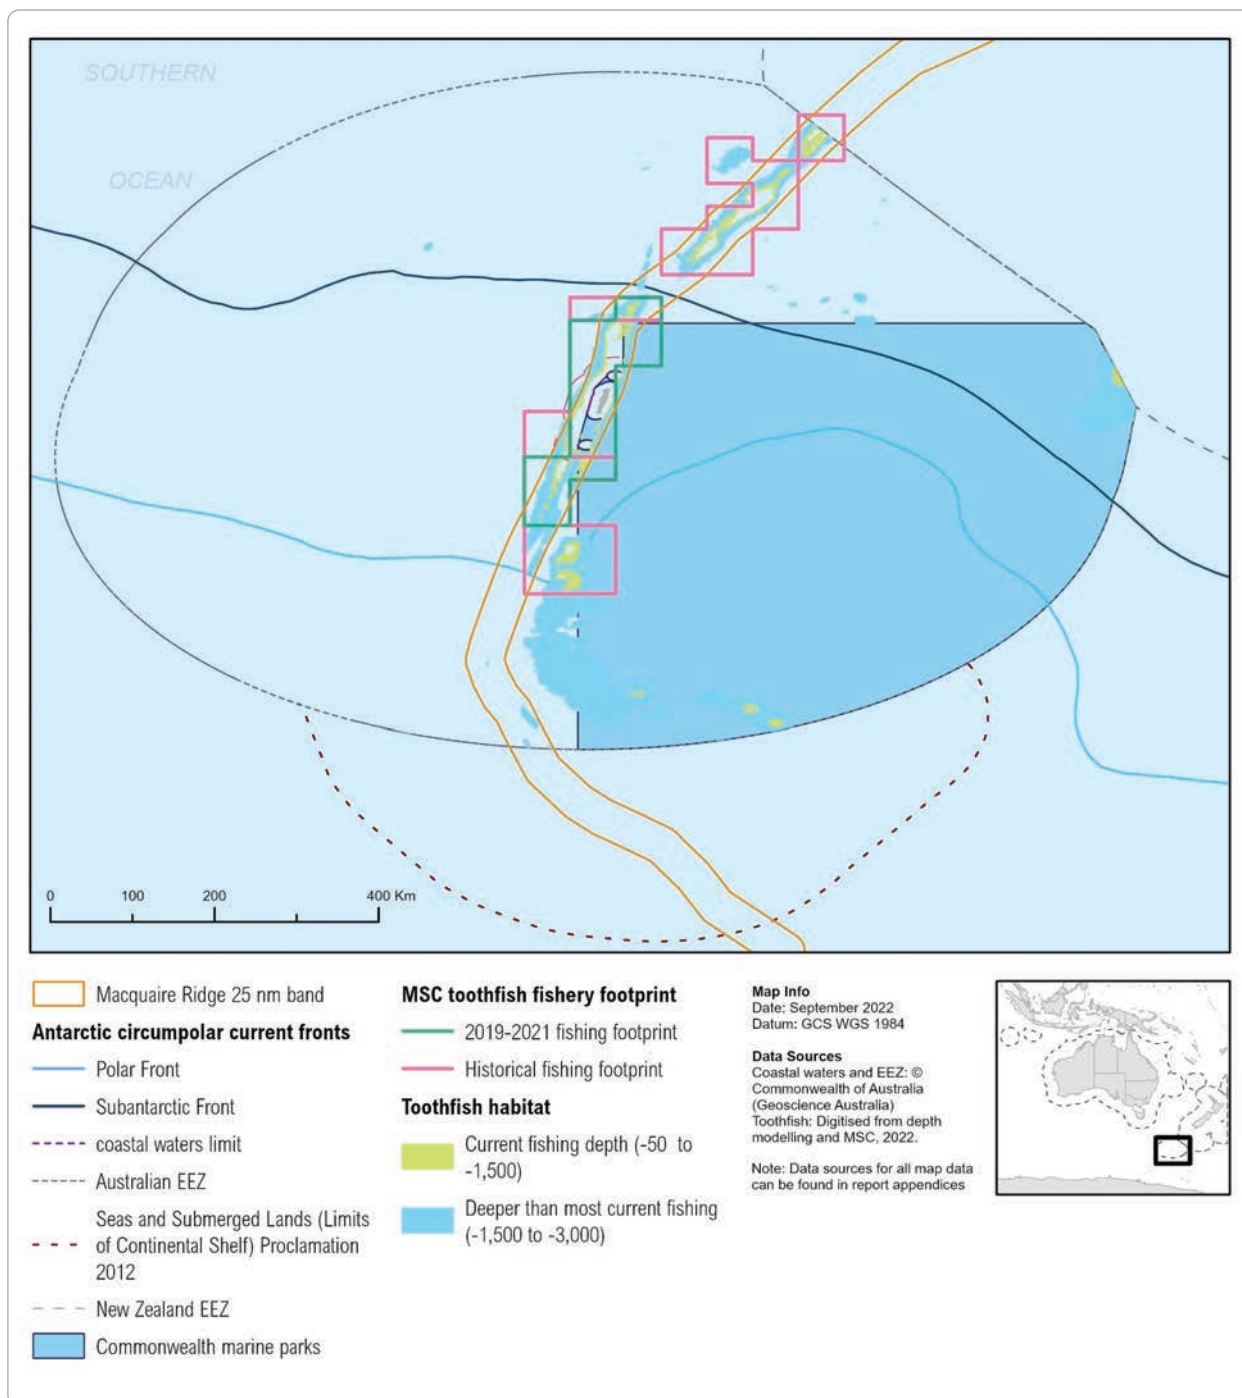 SOUTHERN
OCEAN
0 100 200 400 Km
Macquaire Ridge 25 nm band
Antarctic circumpolar current fronts
Polar Front
Subantarctic Front
coastal waters limit
Australian EEZ
Seas and Submerged Lands (Limits
of Continental Shelf) Proclamation
2012
New Zealand EEZ
Commonwealth marine parks
MSC toothfish fishery footprint
2019-2021 fishing footprint
Historical fishing footprint
Toothfish habitat
Current fishing depth (-50 to
-1,500)
Deeper than most current fishing
(-1,500 to -3,000)
Map Info
Date: September 2022
Datum: GCS WGS 1984
Data Sources
Coastal waters and EEZ: ©
Commonwealth of Australia
(Geoscience Australia)
Toothfish: Digitised from depth
modelling and MSC, 2022.
Note: Data sources for all map data
can be found in report appendices